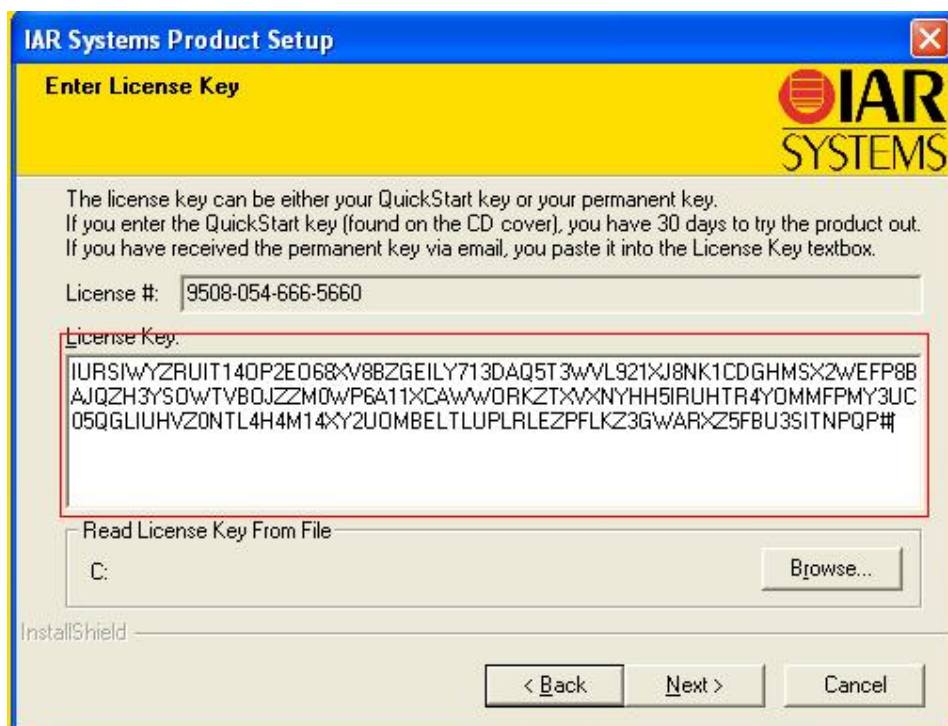 IAR Systems Product Setup
Enter License Key
IAR
SYSTEMS
The license key can be either your QuickStart key or your permanent key.
If you enter the QuickStart key (found on the CD cover), you have 30 days to try the product out.
If you have received the permanent key via email, you paste it into the License Key textbox.
License #: 9508-054-666-5660
License Key:
IURSIWYZRUIT14OP2EO68XV8BZGEILY713DAQ5T3WVL921XJ8NK1CDGHMSX2WEFP8B
AJQZH3YSOWTVBOJZZM0WP6A11XCAWWORKZTXVXNYHH5IRUHTR4YOMMFPMY3UC
05QGLIUHVZ0NTL4H4M14XY2UOMBELTLUPLRLEZPFLKZ3GWARXZ5FBU3SITNPQP#
Read License Key From File
C:
Browse...
InstallShield
< Back
Next >
Cancel